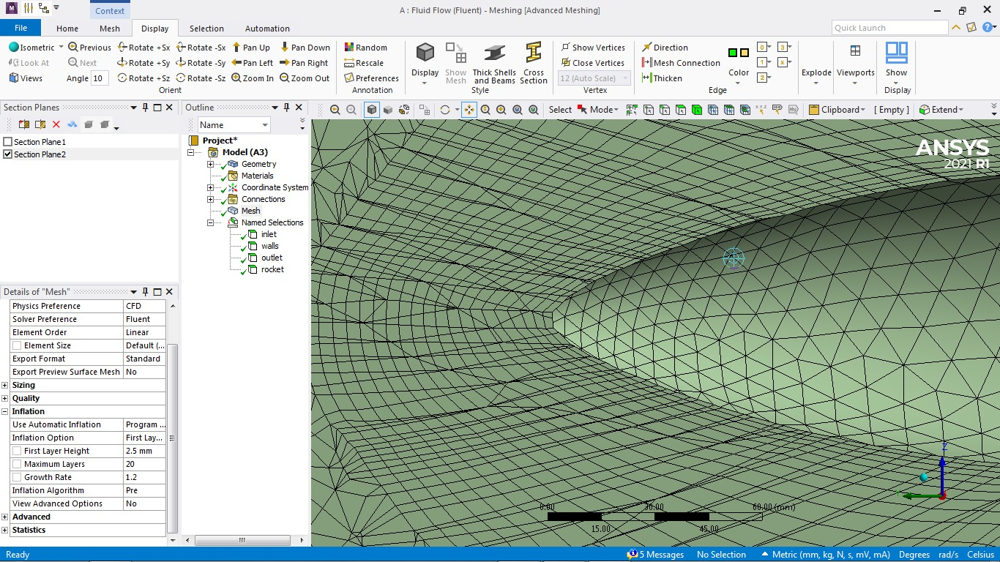 Context
A : Fluid Flow (Fluent) - Meshing [Advanced Meshing]
File Home Mesh Display Selection Automation
Quick Launch
Isometric Previous Rotate +Sx Rotate -Sx Pan Up Pan Down
Look At Next Rotate +Sy Rotate -Sy Pan Left Pan Right
Views Angle 10 Rotate +Sz Rotate -Sz Zoom In Zoom Out
Orient
Random
Rescale
Preferences
Annotation
Display
Show Mesh
Thick Shells and Beams
Cross Section
Style
Show Vertices
Close Vertices
12 (Auto Scale)
Vertex
Direction
Mesh Connection
Thicken
Color
0 3
1 x
2
Edge
Explode
Viewports
Show
Display
Section Planes
Section Plane1
Section Plane2
Outline
Name
Project*
Model (A3)
Geometry
Materials
Coordinate System
Connections
Mesh
Named Selections
inlet
walls
outlet
rocket
Select Mode Clipboard [ Empty ] Extend
Details of "Mesh"
Physics Preference CFD
Solver Preference Fluent
Element Order Linear
Element Size Default (...
Export Format Standard
Export Preview Surface Mesh No
Sizing
Quality
Inflation
Use Automatic Inflation Program ...
Inflation Option First Lay...
First Layer Height 2.5 mm
Maximum Layers 20
Growth Rate 1.2
Inflation Algorithm Pre
View Advanced Options No
Advanced
Statistics
ANSYS
2021 R1
Z
Y
0.00 30.00 60.00 (mm)
15.00 45.00
Ready
5 Messages No Selection Metric (mm, kg, N, s, mV, mA) Degrees rad/s Celsius